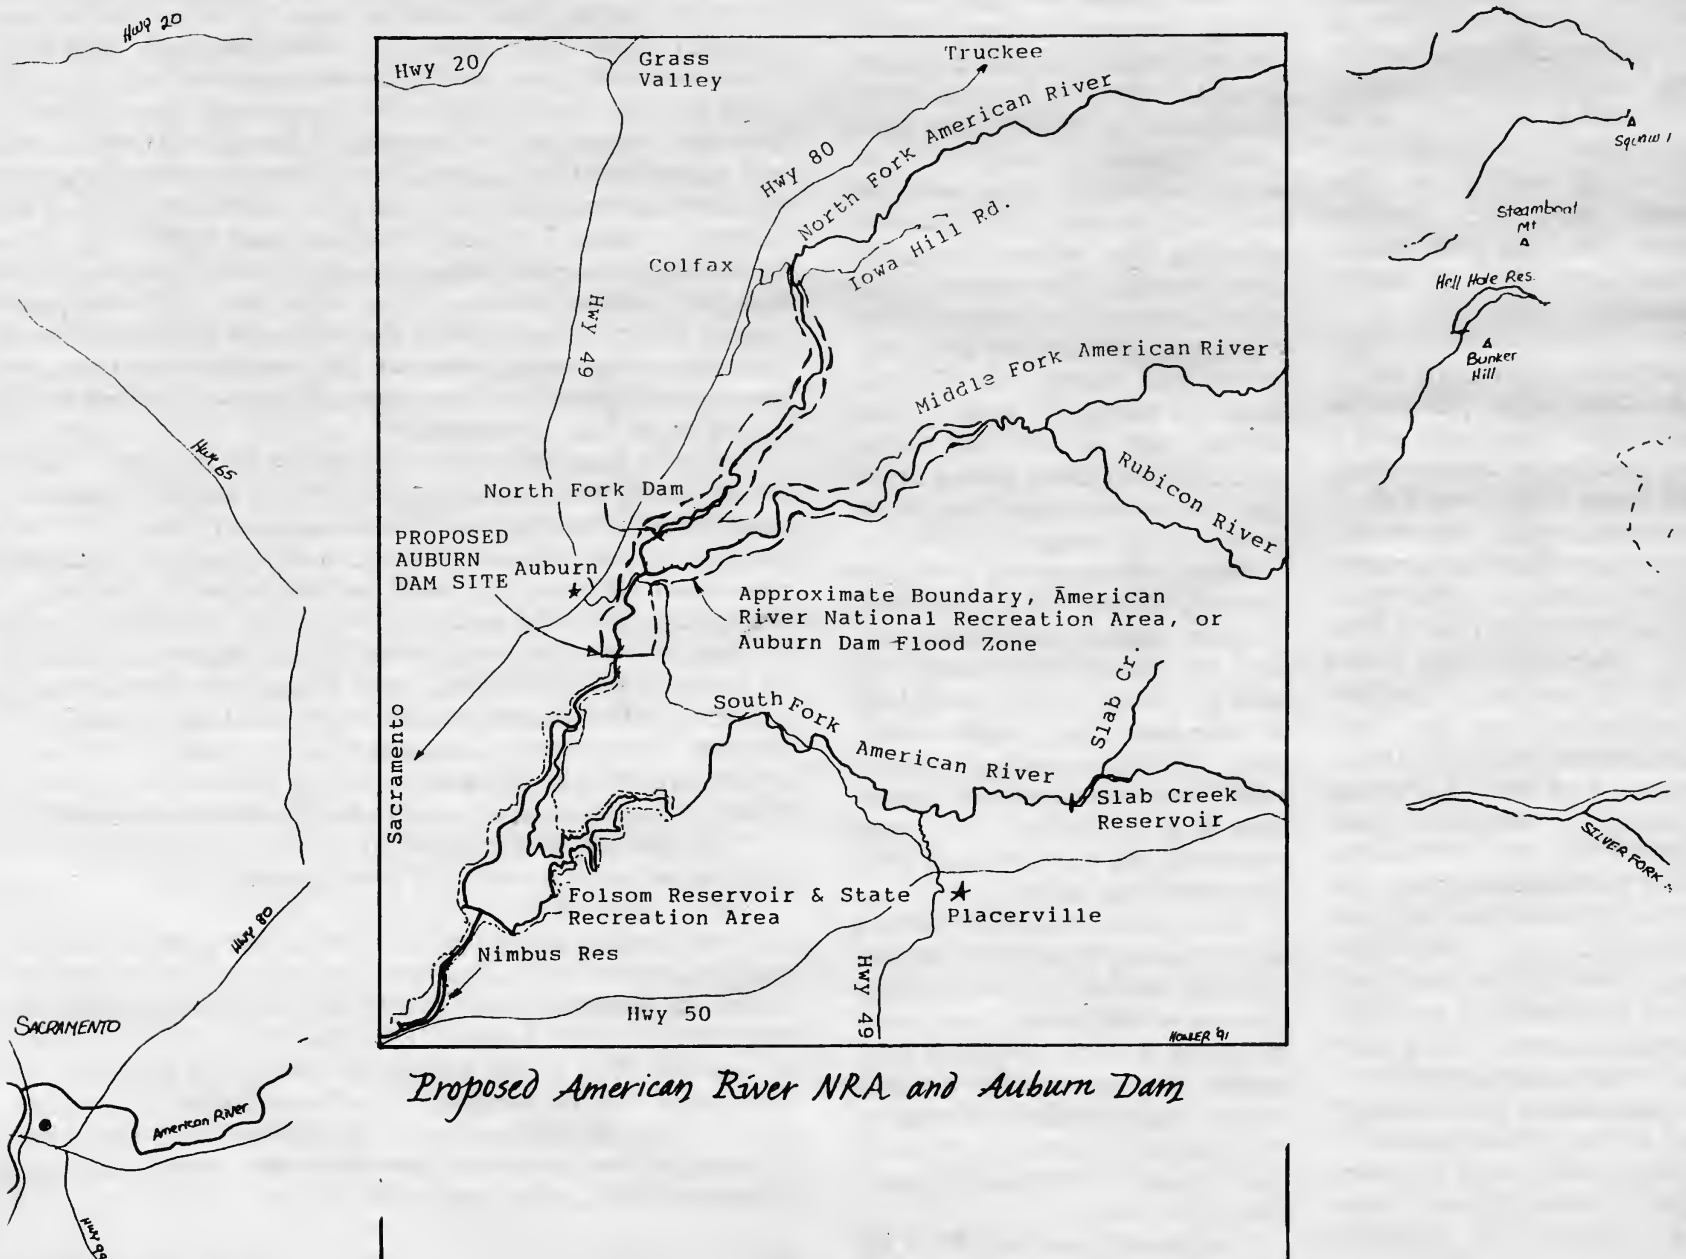 Hwy 20
Hwy 20
Grass
Valley
Truckee
Hwy 80
North Fork American River
Iowa Hill Rd.
Colfax
Hwy 49
Middle Fork American River
Rubicon River
North Fork Dam
PROPOSED
AUBURN
DAM SITE
Auburn
Approximate Boundary, American
River National Recreation Area, or
Auburn Dam Flood Zone
Sacramento
South Fork American River
Slab Cr.
Slab Creek
Reservoir
Folsom Reservoir & State
Recreation Area
Placerville
Nimbus Res
Hwy 50
Hwy 49
Proposed American River NRA and Auburn Dam
Hwy 65
Hwy 80
SACRAMENTO
American River
Hwy 99
Steamboat
Mt
Hell Hole Res.
Bunker
Hill
SILVER FORK